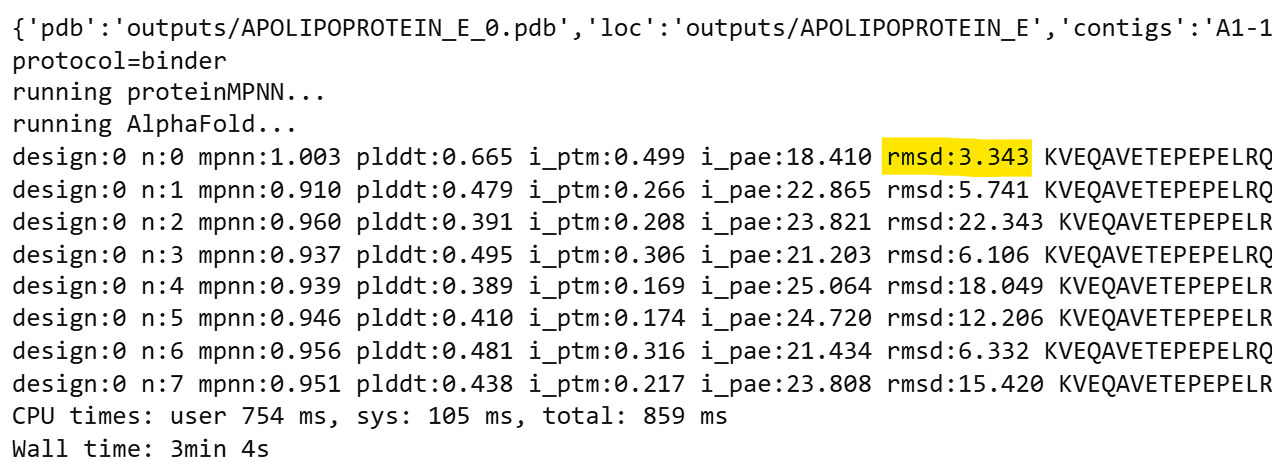 {'pdb':'outputs/APOLIPOPROTEIN_E_0.pdb','loc':'outputs/APOLIPOPROTEIN_E','contigs':'A1-1
protocol=binder
running proteinMPNN...
running AlphaFold...
design:0 n:0 mpnn:1.003 plddt:0.665 i_ptm:0.499 i_pae:18.410 rmsd:3.343 KVEQAVETEPEPELRQ
design:0 n:1 mpnn:0.910 plddt:0.479 i_ptm:0.266 i_pae:22.865 rmsd:5.741 KVEQAVETEPEPELRQ
design:0 n:2 mpnn:0.960 plddt:0.391 i_ptm:0.208 i_pae:23.821 rmsd:22.343 KVEQAVETEPEPELR
design:0 n:3 mpnn:0.937 plddt:0.495 i_ptm:0.306 i_pae:21.203 rmsd:6.106 KVEQAVETEPEPELRQ
design:0 n:4 mpnn:0.939 plddt:0.389 i_ptm:0.169 i_pae:25.064 rmsd:18.049 KVEQAVETEPEPELR
design:0 n:5 mpnn:0.946 plddt:0.410 i_ptm:0.174 i_pae:24.720 rmsd:12.206 KVEQAVETEPEPELR
design:0 n:6 mpnn:0.956 plddt:0.481 i_ptm:0.316 i_pae:21.434 rmsd:6.332 KVEQAVETEPEPELRQ
design:0 n:7 mpnn:0.951 plddt:0.438 i_ptm:0.217 i_pae:23.808 rmsd:15.420 KVEQAVETEPEPELR
CPU times: user 754 ms, sys: 105 ms, total: 859 ms
Wall time: 3min 4s